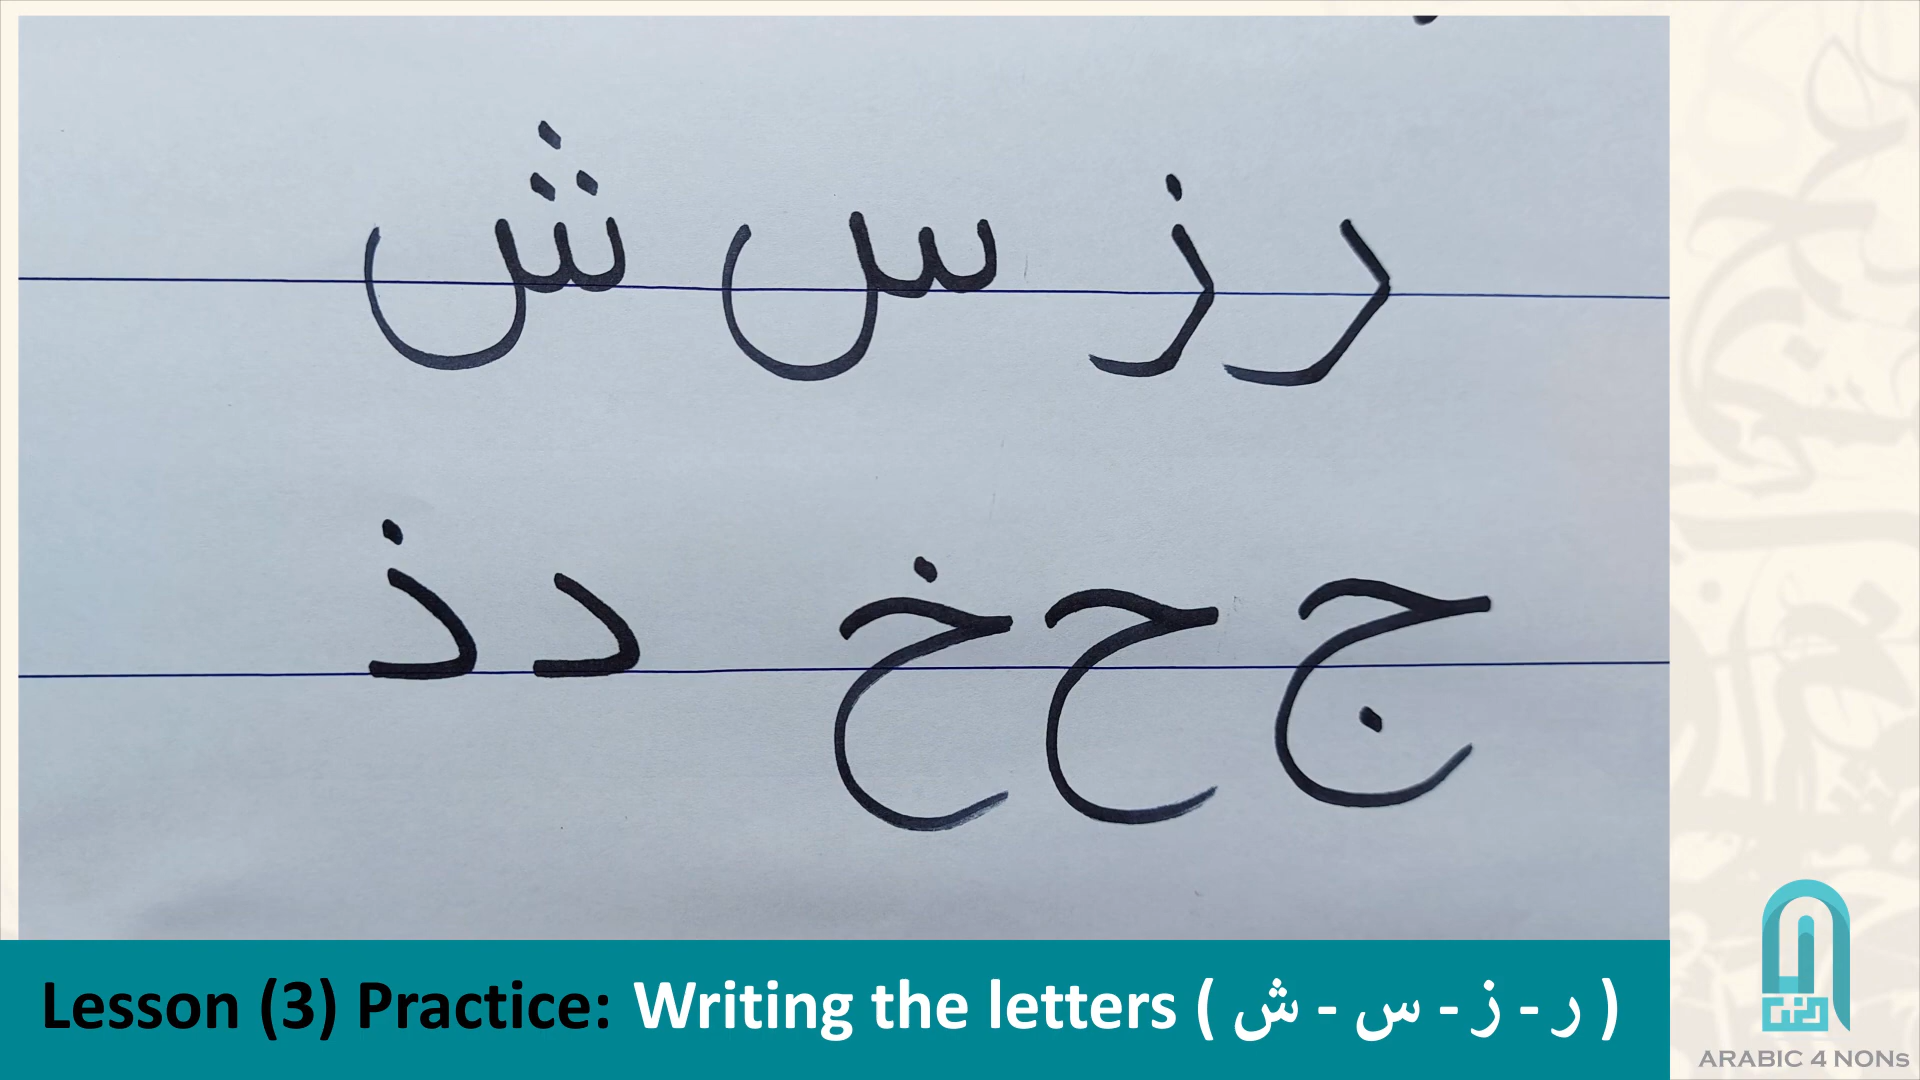 ر ز س ش
ج ح خ د ذ
Lesson (3) Practice: Writing the letters ( ر - ز - س - ش )
ARABIC 4 NONs